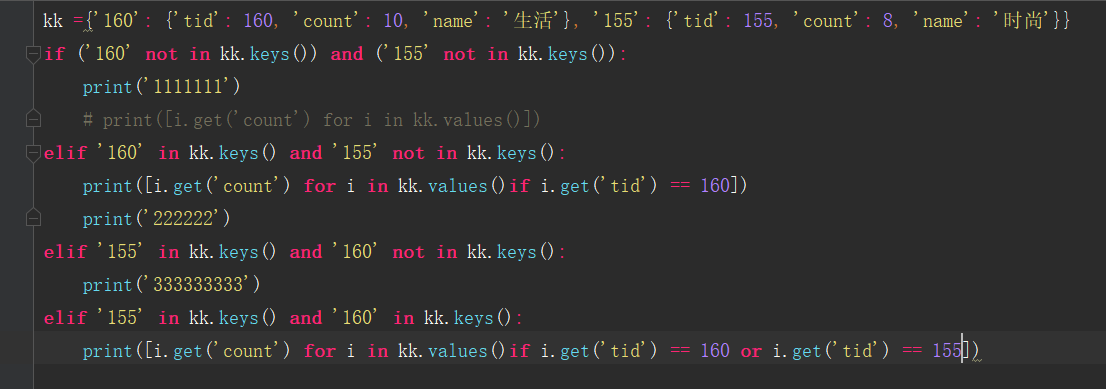 kk ={'160': {'tid': 160, 'count': 10, 'name': '生活'}, '155': {'tid': 155, 'count': 8, 'name': '时尚'}}
if ('160' not in kk.keys()) and ('155' not in kk.keys()):
    print('1111111')
    # print([i.get('count') for i in kk.values()])
elif '160' in kk.keys() and '155' not in kk.keys():
    print([i.get('count') for i in kk.values()if i.get('tid') == 160])
    print('222222')
elif '155' in kk.keys() and '160' not in kk.keys():
    print('333333333')
elif '155' in kk.keys() and '160' in kk.keys():
    print([i.get('count') for i in kk.values()if i.get('tid') == 160 or i.get('tid') == 155])